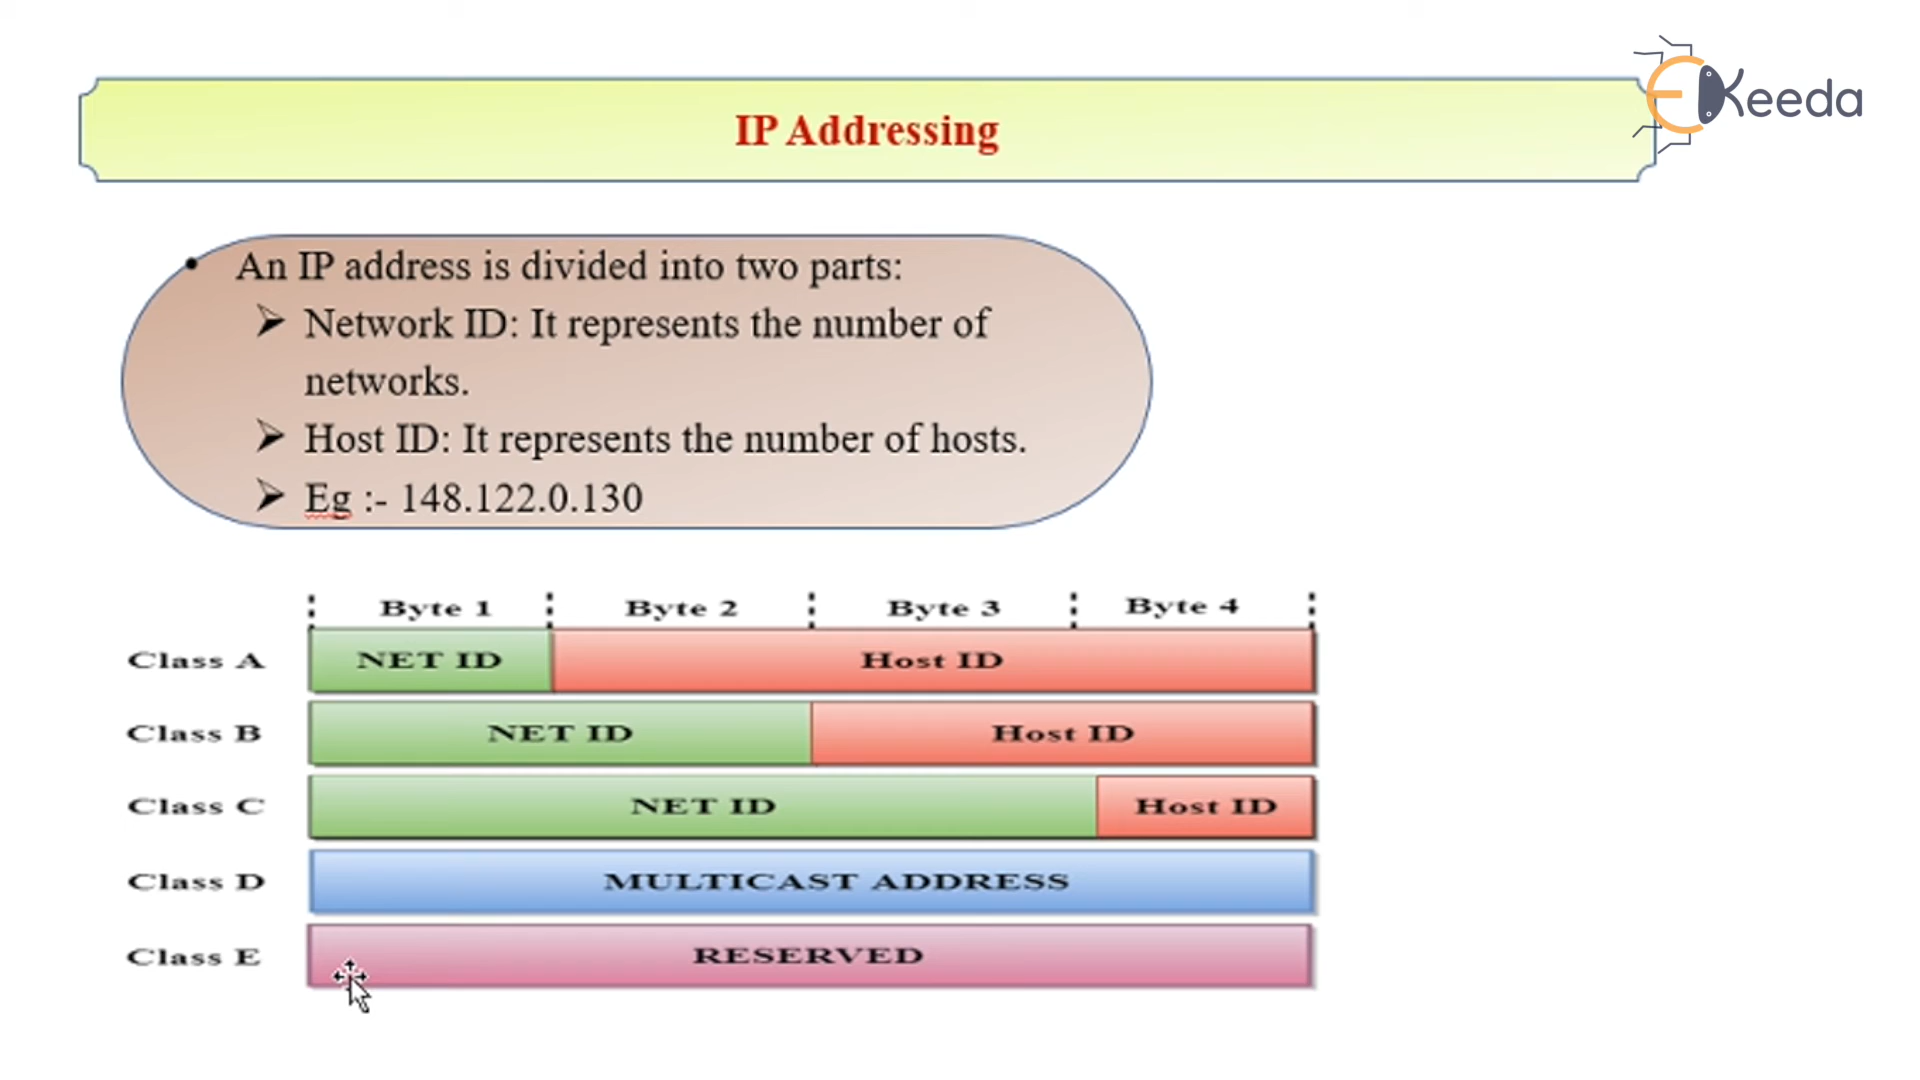 EKeeda
IP Addressing
• An IP address is divided into two parts:
➢ Network ID: It represents the number of
networks.
➢ Host ID: It represents the number of hosts.
➢ Eg :- 148.122.0.130
Byte 1 Byte 2 Byte 3 Byte 4
Class A NET ID Host ID
Class B NET ID Host ID
Class C NET ID Host ID
Class D MULTICAST ADDRESS
Class E RESERVED